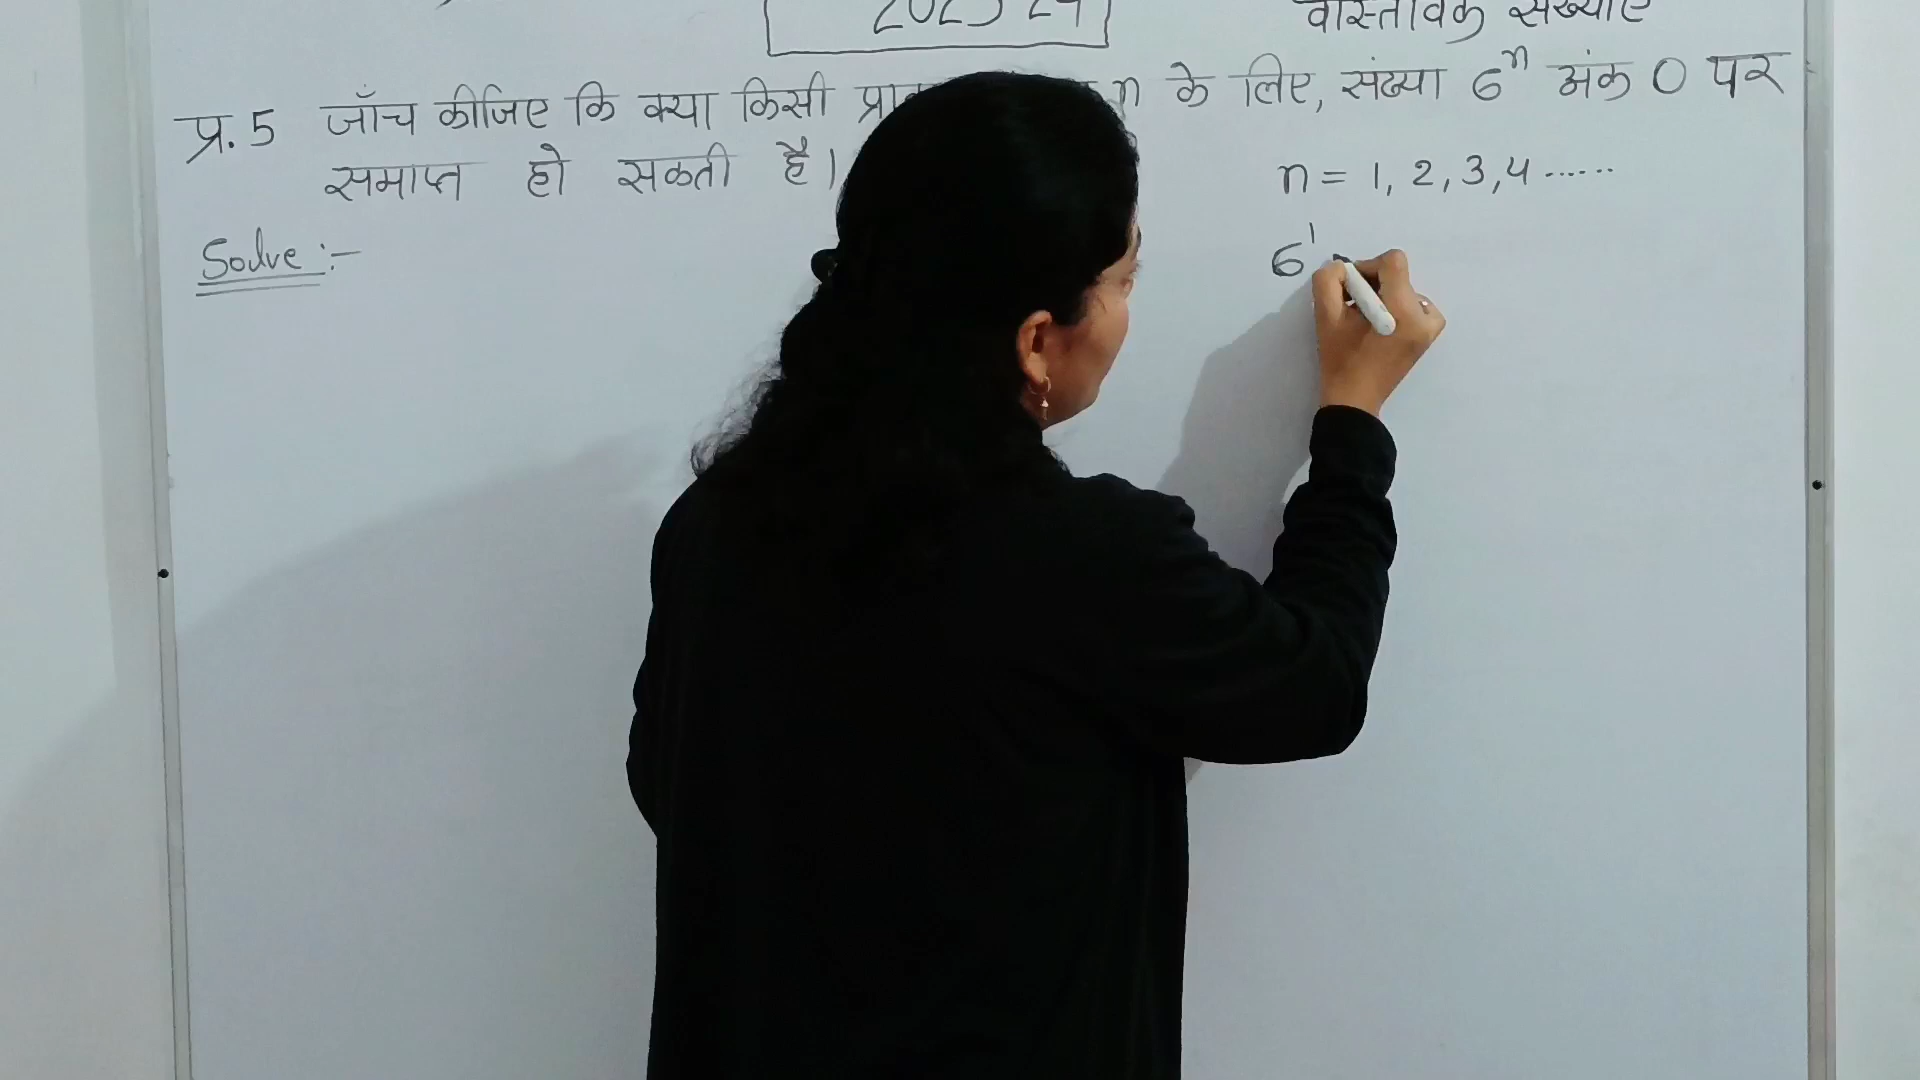 2023-24
वास्तविक संख्याएं
प्र.5 जाँच कीजिए कि क्या किसी n के लिए, संख्या 6ⁿ अंक 0 पर
समाप्त हो सकती है।
n = 1, 2, 3, 4 ......
Solve :-
6¹